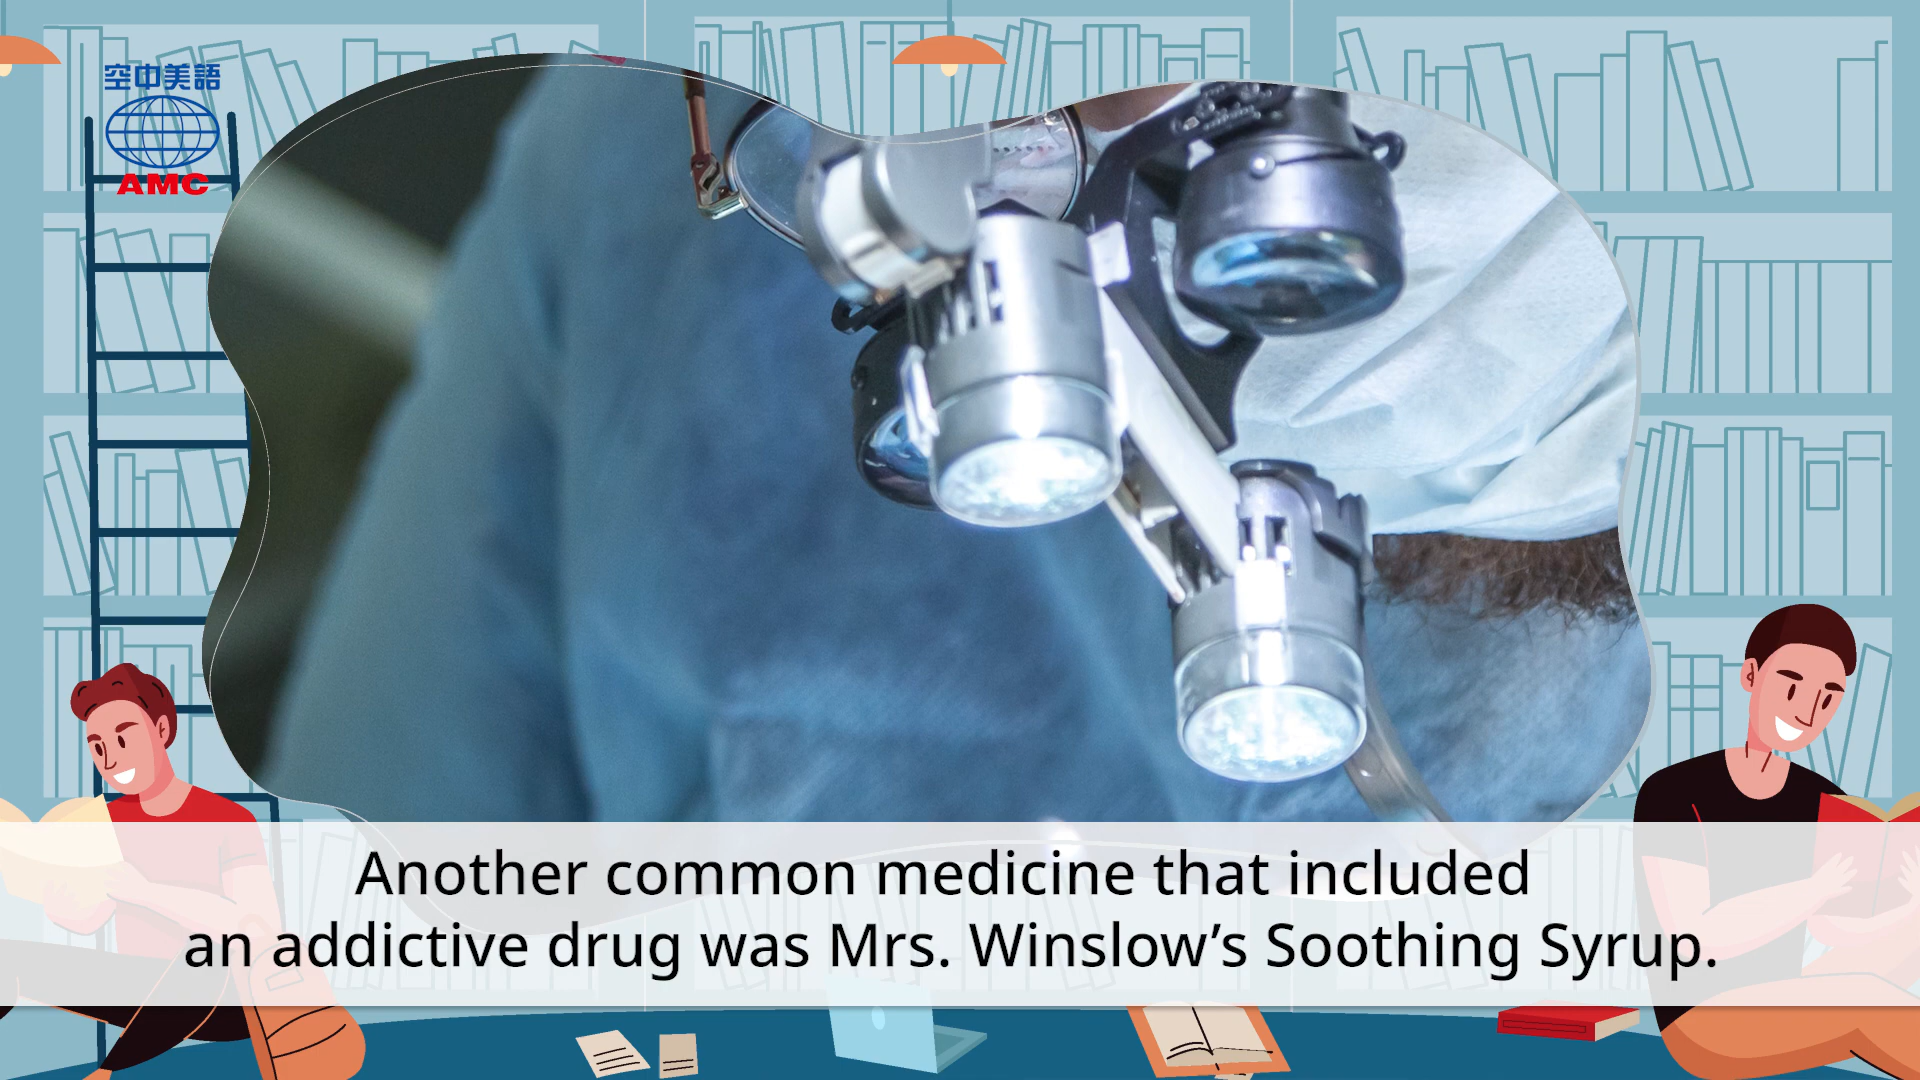 空中美語
AMC
Another common medicine that included
an addictive drug was Mrs. Winslow’s Soothing Syrup.